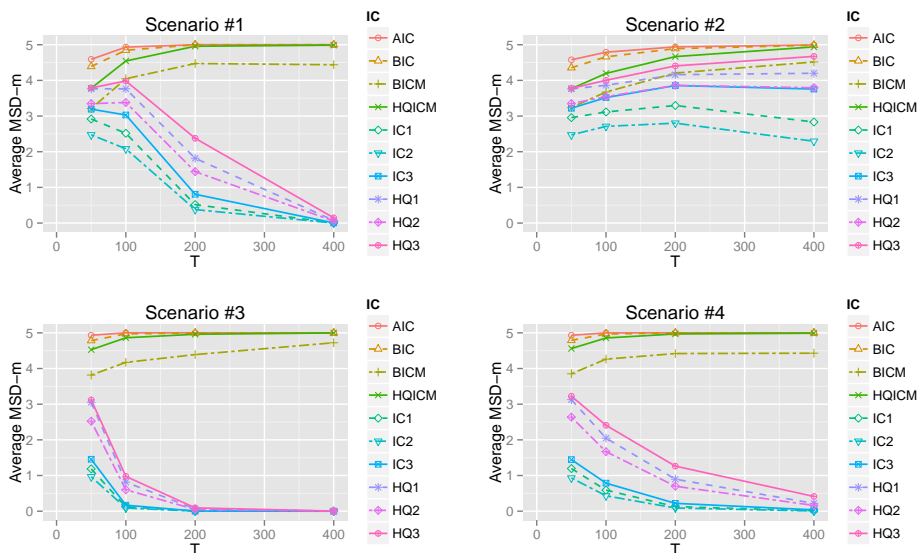 Scenario #1
Average MSD−m
5
4
3
2
1
0
0
100
200
300
400
T
IC
AIC
BIC
BICM
HQICM
IC1
IC2
IC3
HQ1
HQ2
HQ3
Scenario #2
Average MSD−m
5
4
3
2
1
0
0
100
200
300
400
T
IC
AIC
BIC
BICM
HQICM
IC1
IC2
IC3
HQ1
HQ2
HQ3
Scenario #3
Average MSD−m
5
4
3
2
1
0
0
100
200
300
400
T
IC
AIC
BIC
BICM
HQICM
IC1
IC2
IC3
HQ1
HQ2
HQ3
Scenario #4
Average MSD−m
5
4
3
2
1
0
0
100
200
300
400
T
IC
AIC
BIC
BICM
HQICM
IC1
IC2
IC3
HQ1
HQ2
HQ3